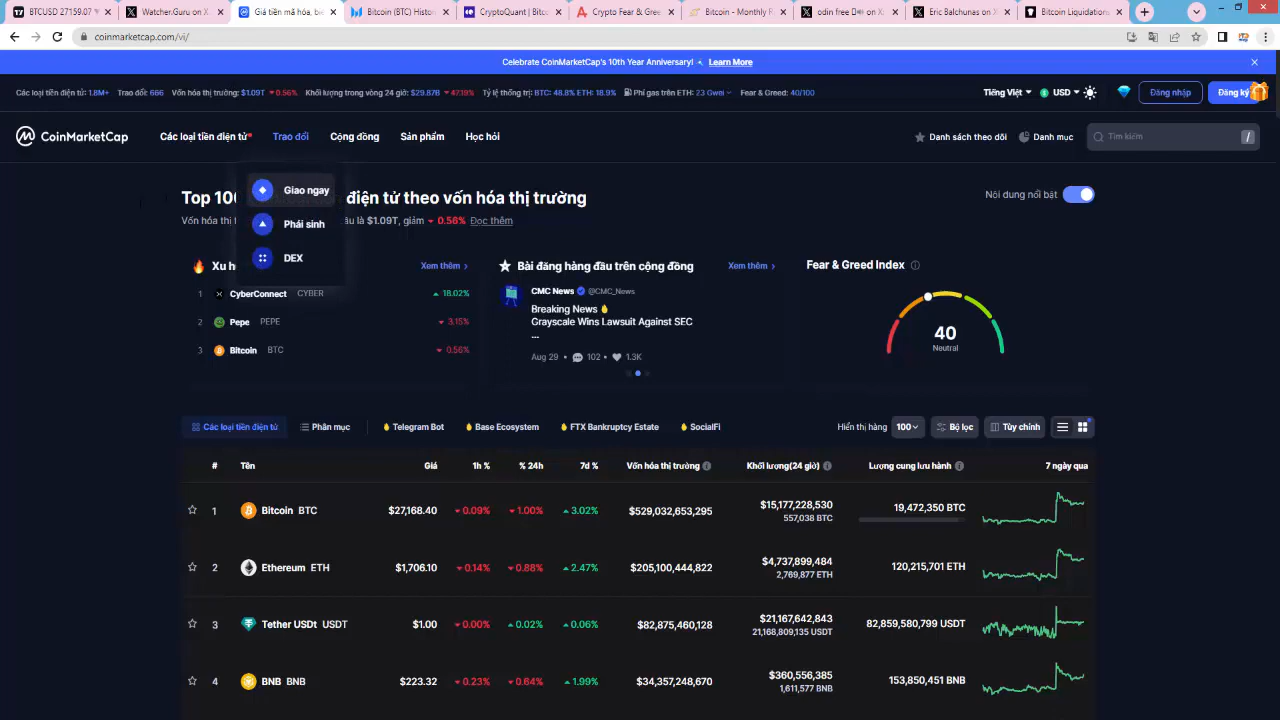 BTCUSD 27159.07
Watcher.Guru on X
Giá tiền mã hóa, bi
Bitcoin (BTC) Histo
CryptoQuant | Bitc
Crypto Fear & Gree
Bitcoin - Monthly R
odin free on X
Eric Balchunas on X
Bitcoin Liquidations
coinmarketcap.com/vi/
Celebrate CoinMarketCap's 10th Year Anniversary! Learn More
Các loại tiền điện tử: 1.8M+ Trao đổi: 666 Vốn hóa thị trường: $1.09T 0.56% Khối lượng trong vòng 24 giờ: $29.87B 47.19% Tỷ lệ thống trị: BTC: 48.8% ETH: 18.9% Phí gas trên ETH: 23 Gwei Fear & Greed: 40/100
Tiếng Việt USD Đăng nhập Đăng ký
CoinMarketCap Các loại tiền điện tử Trao đổi Cộng đồng Sản phẩm Học hỏi
Danh sách theo dõi Danh mục Tìm kiếm /
Giao ngay
Phái sinh
DEX
Top 100 điện tử theo vốn hóa thị trường
Nội dung nổi bật
Vốn hóa thị là $1.09T, giảm 0.56% Đọc thêm
Xu h Xem thêm
1 CyberConnect CYBER 18.02%
2 Pepe PEPE 3.15%
3 Bitcoin BTC 0.56%
Bài đăng hàng đầu trên cộng đồng Xem thêm
CMC News @CMC_News
Breaking News
Grayscale Wins Lawsuit Against SEC
...
Aug 29 • 102 • 1.3K
Fear & Greed Index
40
Neutral
Các loại tiền điện tử Phân mục Telegram Bot Base Ecosystem FTX Bankruptcy Estate SocialFi
Hiển thị hàng 100 Bộ lọc Tùy chỉnh
# Tên Giá 1h % % 24h 7d % Vốn hóa thị trường Khối lượng(24 giờ) Lượng cung lưu hành 7 ngày qua
1 Bitcoin BTC $27,168.40 0.09% 1.00% 3.02% $529,032,653,295 $15,177,228,530 19,472,350 BTC
557,038 BTC
2 Ethereum ETH $1,706.10 0.14% 0.88% 2.47% $205,100,444,822 $4,737,899,484 120,215,701 ETH
2,769,877 ETH
3 Tether USDt USDT $1.00 0.00% 0.02% 0.06% $82,875,460,128 $21,167,642,843 82,859,580,799 USDT
21,168,809,135 USDT
4 BNB BNB $223.32 0.23% 0.64% 1.99% $34,357,248,670 $360,556,385 153,850,451 BNB
1,611,577 BNB